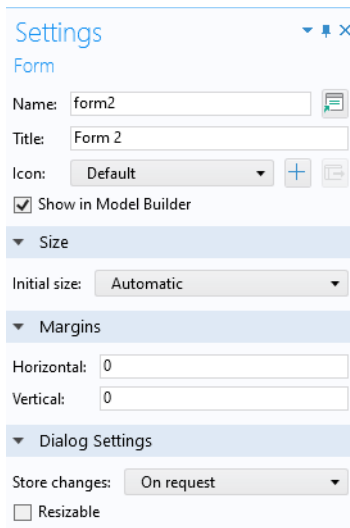 Settings
Form
Name: form2
Title: Form 2
Icon: Default
Show in Model Builder
Size
Initial size: Automatic
Margins
Horizontal: 0
Vertical: 0
Dialog Settings
Store changes: On request
Resizable